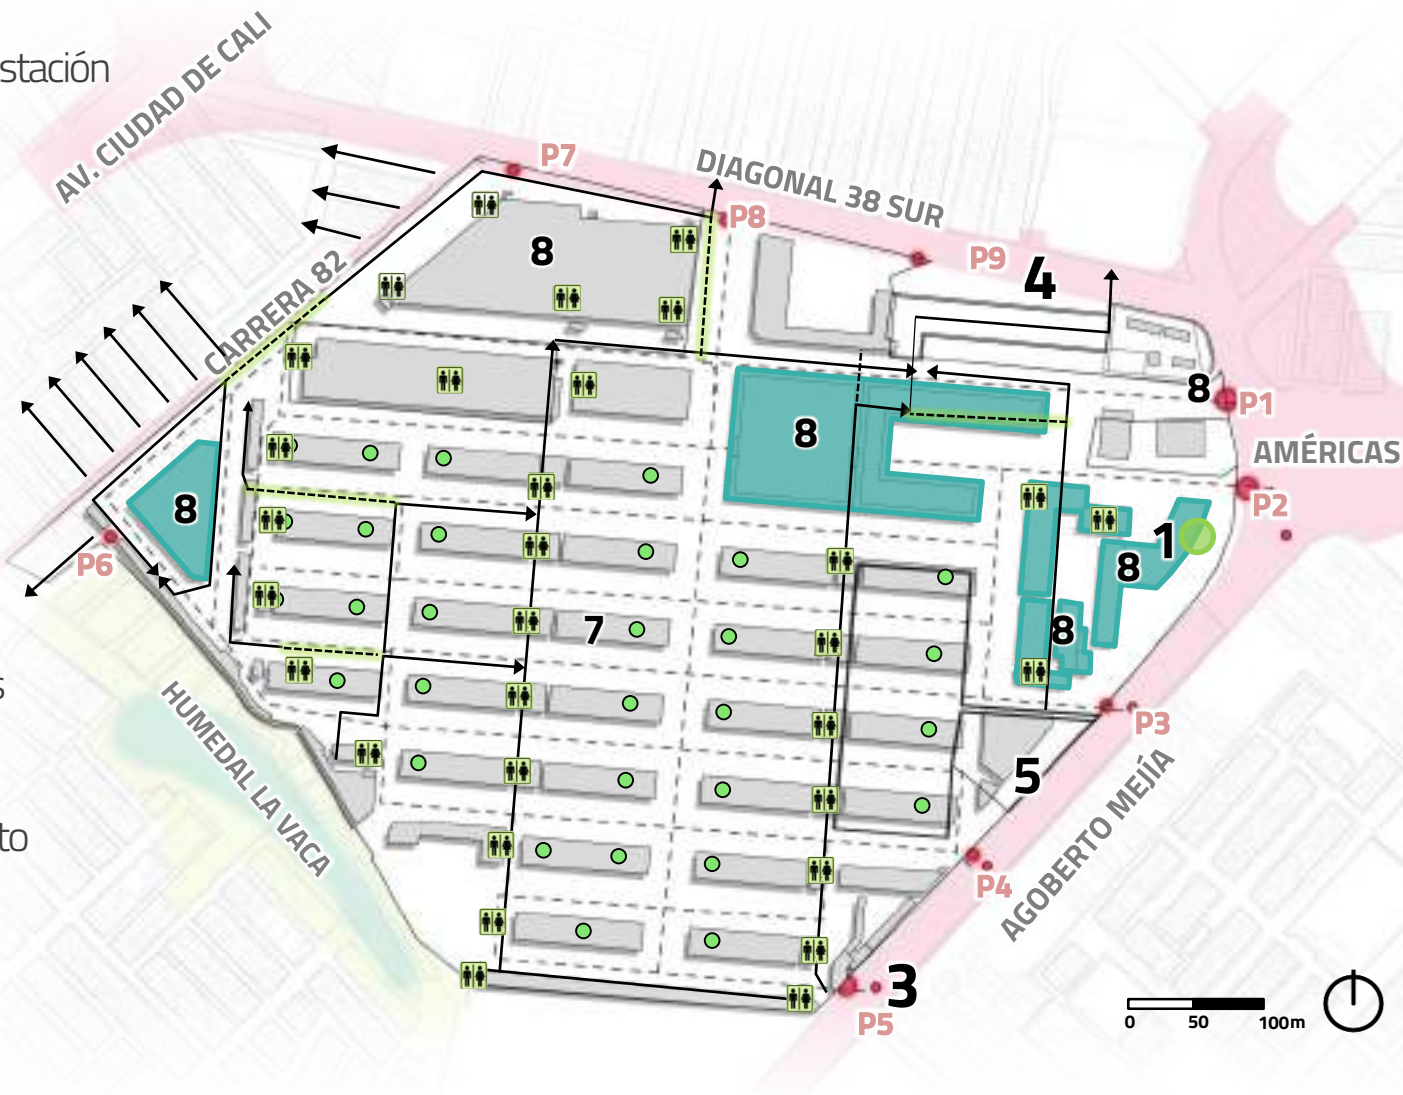 stación
AV. CIUDAD DE CALI
P7
DIAGONAL 38 SUR
P8
P9
4
8
CARRERA 82
8
P1
AMÉRICAS
8
P2
8
1
8
P6
7
8
HUMEDAL LA VACA
P3
5
AGOBERTO MEJÍA
s
to
P4
3
P5
0 50 100m